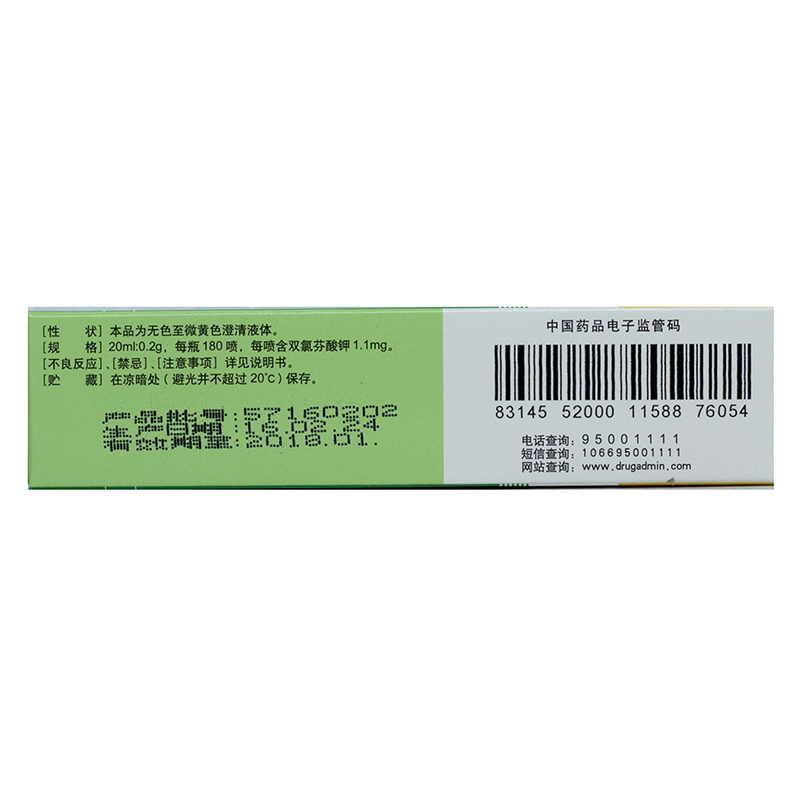 [性 状] 本品为无色至微黄色澄清液体。
[规 格] 20ml:0.2g，每瓶180喷，每喷含双氯芬酸钾1.1mg。
[不良反应]、[禁忌]、[注意事项] 详见说明书。
[贮 藏] 在凉暗处（避光并不超过20℃）保存。
产品批号 57160202
生产日期 16.02.24
有效期至 2018.01.
中国药品电子监管码
83145 52000 11588 76054
电话查询：95001111
短信查询：106695001111
网站查询：www.drugadmin.com